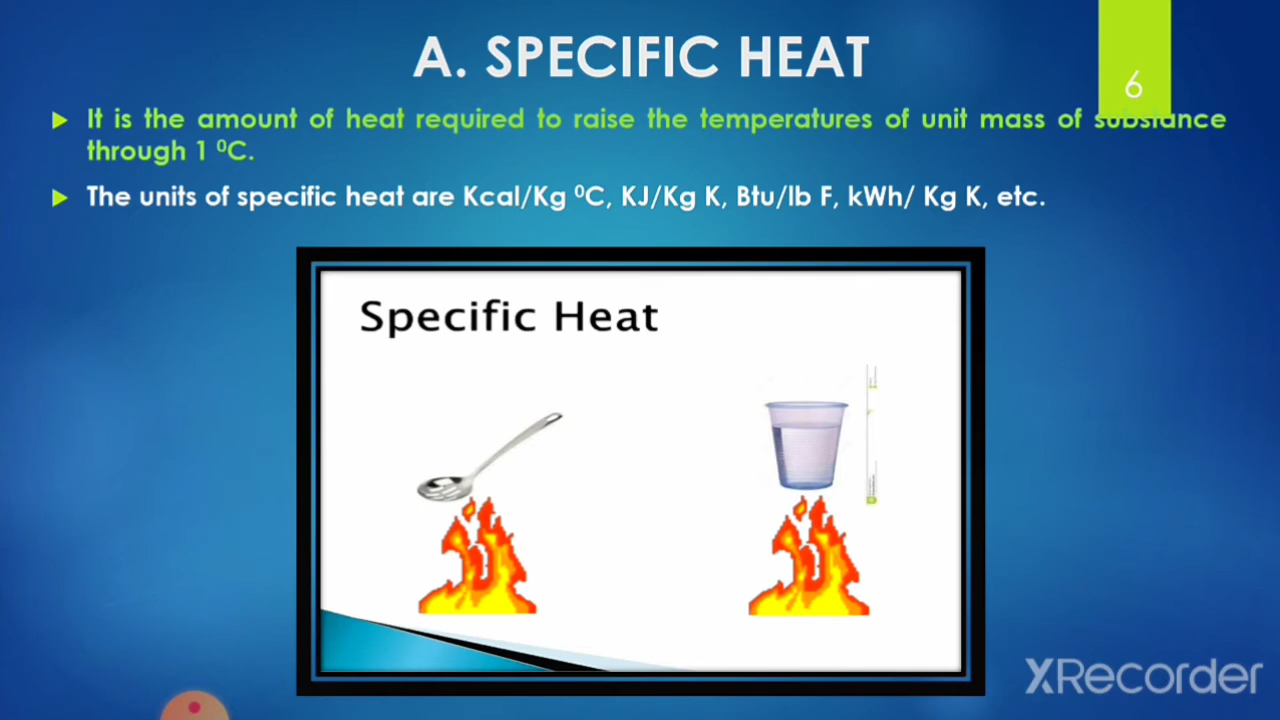 A. SPECIFIC HEAT
6
It is the amount of heat required to raise the temperatures of unit mass of substance
through 1 ⁰C.
The units of specific heat are Kcal/Kg ⁰C, KJ/Kg K, Btu/lb F, kWh/ Kg K, etc.
Specific Heat
XRecorder